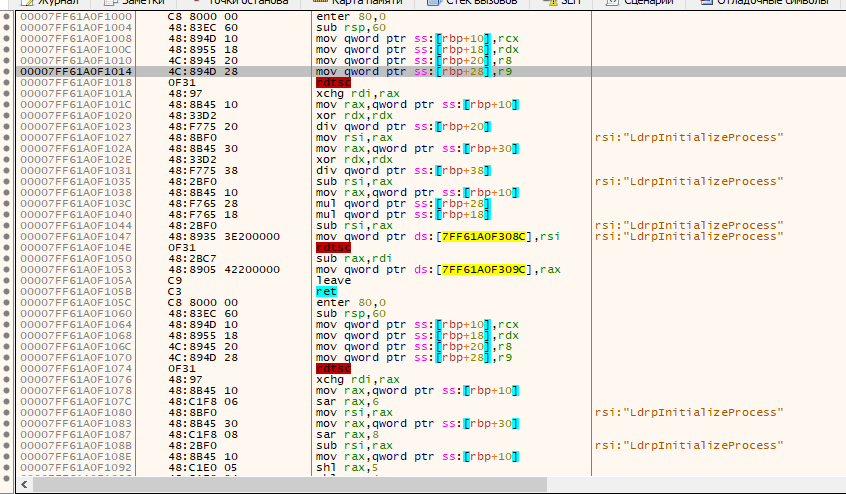 Журнал Заметки Точки останова Карта памяти Стек вызовов SEH Сценарии Отладочные символы
00007FF61A0F1000 C8 8000 00 enter 80,0
00007FF61A0F1004 48:83EC 60 sub rsp,60
00007FF61A0F1008 48:894D 10 mov qword ptr ss:[rbp+10],rcx
00007FF61A0F100C 48:8955 18 mov qword ptr ss:[rbp+18],rdx
00007FF61A0F1010 4C:8945 20 mov qword ptr ss:[rbp+20],r8
00007FF61A0F1014 4C:894D 28 mov qword ptr ss:[rbp+28],r9
00007FF61A0F1018 0F31 rdtsc
00007FF61A0F101A 48:97 xchg rdi,rax
00007FF61A0F101C 48:8B45 10 mov rax,qword ptr ss:[rbp+10]
00007FF61A0F1020 48:33D2 xor rdx,rdx
00007FF61A0F1023 48:F775 20 div qword ptr ss:[rbp+20]
00007FF61A0F1027 48:8BF0 mov rsi,rax rsi:"LdrpInitializeProcess"
00007FF61A0F102A 48:8B45 30 mov rax,qword ptr ss:[rbp+30]
00007FF61A0F102E 48:33D2 xor rdx,rdx
00007FF61A0F1031 48:F775 38 div qword ptr ss:[rbp+38]
00007FF61A0F1035 48:2BF0 sub rsi,rax rsi:"LdrpInitializeProcess"
00007FF61A0F1038 48:8B45 10 mov rax,qword ptr ss:[rbp+10]
00007FF61A0F103C 48:F765 28 mul qword ptr ss:[rbp+28]
00007FF61A0F1040 48:F765 18 mul qword ptr ss:[rbp+18]
00007FF61A0F1044 48:2BF0 sub rsi,rax rsi:"LdrpInitializeProcess"
00007FF61A0F1047 48:8935 3E200000 mov qword ptr ds:[7FF61A0F308C],rsi rsi:"LdrpInitializeProcess"
00007FF61A0F104E 0F31 rdtsc
00007FF61A0F1050 48:2BC7 sub rax,rdi
00007FF61A0F1053 48:8905 42200000 mov qword ptr ds:[7FF61A0F309C],rax
00007FF61A0F105A C9 leave
00007FF61A0F105B C3 ret
00007FF61A0F105C C8 8000 00 enter 80,0
00007FF61A0F1060 48:83EC 60 sub rsp,60
00007FF61A0F1064 48:894D 10 mov qword ptr ss:[rbp+10],rcx
00007FF61A0F1068 48:8955 18 mov qword ptr ss:[rbp+18],rdx
00007FF61A0F106C 4C:8945 20 mov qword ptr ss:[rbp+20],r8
00007FF61A0F1070 4C:894D 28 mov qword ptr ss:[rbp+28],r9
00007FF61A0F1074 0F31 rdtsc
00007FF61A0F1076 48:97 xchg rdi,rax
00007FF61A0F1078 48:8B45 10 mov rax,qword ptr ss:[rbp+10]
00007FF61A0F107C 48:C1F8 06 sar rax,6
00007FF61A0F1080 48:8BF0 mov rsi,rax rsi:"LdrpInitializeProcess"
00007FF61A0F1083 48:8B45 30 mov rax,qword ptr ss:[rbp+30]
00007FF61A0F1087 48:C1F8 08 sar rax,8
00007FF61A0F108B 48:2BF0 sub rsi,rax rsi:"LdrpInitializeProcess"
00007FF61A0F108E 48:8B45 10 mov rax,qword ptr ss:[rbp+10]
00007FF61A0F1092 48:C1E0 05 shl rax,5